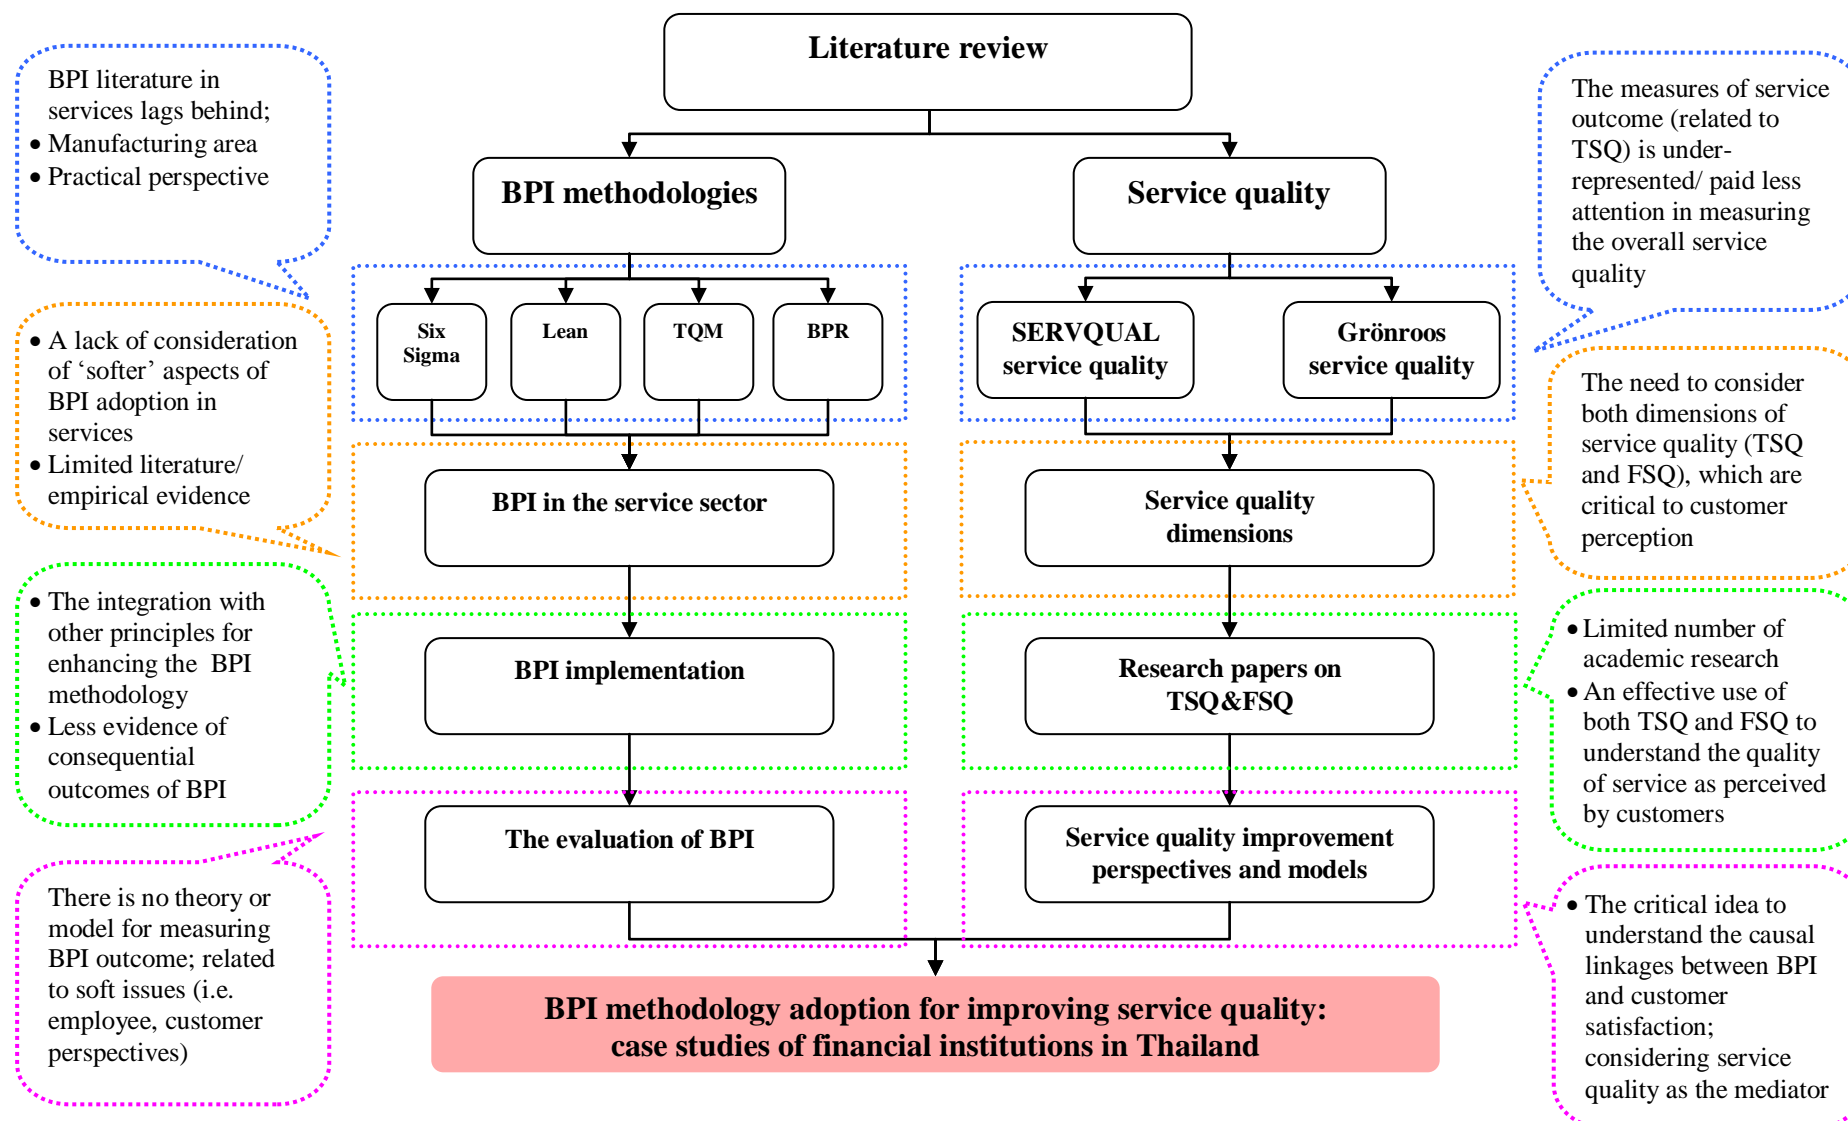 Literature review
BPI methodologies
Service quality
Six
Sigma
Lean
TQM
BPR
SERVQUAL
service quality
Grönroos
service quality
BPI in the service sector
Service quality
dimensions
BPI implementation
Research papers on
TSQ&FSQ
The evaluation of BPI
Service quality improvement
perspectives and models
BPI methodology adoption for improving service quality:
case studies of financial institutions in Thailand
BPI literature in
services lags behind;
• Manufacturing area
• Practical perspective
• A lack of consideration
of ‘softer’ aspects of
BPI adoption in
services
• Limited literature/
empirical evidence
• The integration with
other principles for
enhancing the BPI
methodology
• Less evidence of
consequential
outcomes of BPI
There is no theory or
model for measuring
BPI outcome; related
to soft issues (i.e.
employee, customer
perspectives)
The measures of service
outcome (related to
TSQ) is under-
represented/ paid less
attention in measuring
the overall service
quality
The need to consider
both dimensions of
service quality (TSQ
and FSQ), which are
critical to customer
perception
• Limited number of
academic research
• An effective use of
both TSQ and FSQ to
understand the quality
of service as perceived
by customers
• The critical idea to
understand the causal
linkages between BPI
and customer
satisfaction;
considering service
quality as the mediator